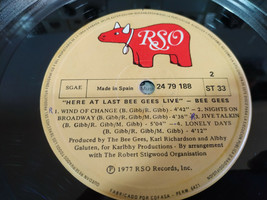 RSO
SGAE
Made in Spain
24 79 188
2
ST 33
"HERE AT LAST BEE GEES LIVE" - BEE GEES
1. WIND OF CHANGE (B.Gibb/R. Gibb) - 4'42" —2. NIGHTS ON
BROADWAY (B.Gibb/R.Gibb/M.Gibb) - 4'36" 3. JIVE TALKIN
(B. Gibb/R. Gibb/M. Gibb) - 5'04" —4. LONELY DAYS
(B. Gibb/R. Gibb/M. Gibb) - 4'12"
Produced by The Bee Gees, Karl Richardson and Albhy
Galuten, for Karlbhy Productions - By arrangement
with The Robert Stigwood Organisation
℗ 1977 RSO Records, Inc.
FABRICADO POR